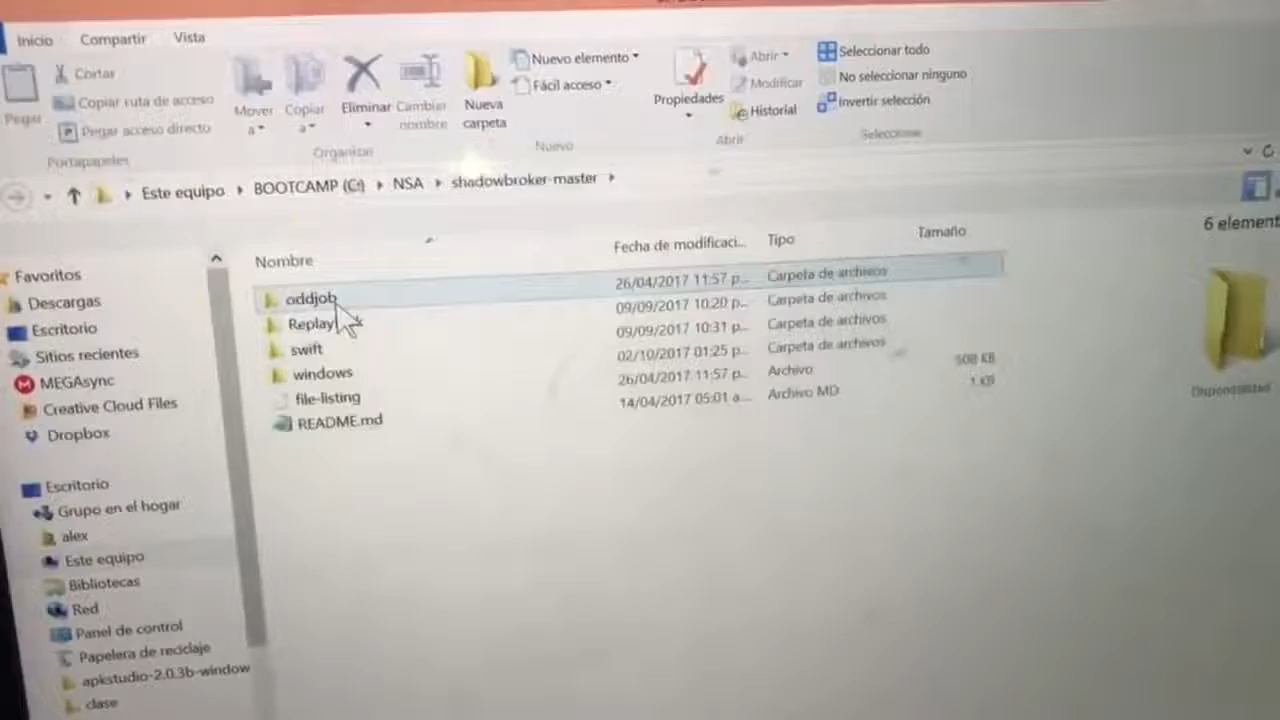 Inicio Compartir Vista
Pegar
Cortar
Copiar ruta de acceso
Pegar acceso directo
Portapapeles
Mover a
Copiar a
Eliminar
Cambiar nombre
Organizar
Nueva carpeta
Nuevo elemento
Fácil acceso
Nuevo
Propiedades
Abrir
Modificar
Historial
Abrir
Seleccionar todo
No seleccionar ninguno
Invertir selección
Seleccionar
Este equipo BOOTCAMP (C:) NSA shadowbroker-master
Nombre Fecha de modificaci... Tipo Tamaño
oddjob 26/04/2017 11:57 p... Carpeta de archivos
Replay 09/09/2017 10:20 p... Carpeta de archivos
swift 09/09/2017 10:31 p... Carpeta de archivos
windows 02/10/2017 01:25 p... Carpeta de archivos
file-listing 26/04/2017 11:57 p... Archivo 508 KB
README.md 14/04/2017 05:01 a... Archivo MD 1 KB
Favoritos
Descargas
Escritorio
Sitios recientes
MEGAsync
Creative Cloud Files
Dropbox
Escritorio
Grupo en el hogar
alex
Este equipo
Bibliotecas
Red
Panel de control
Papelera de reciclaje
apkstudio-2.0.3b-window
clase
6 element
Disponibilidad